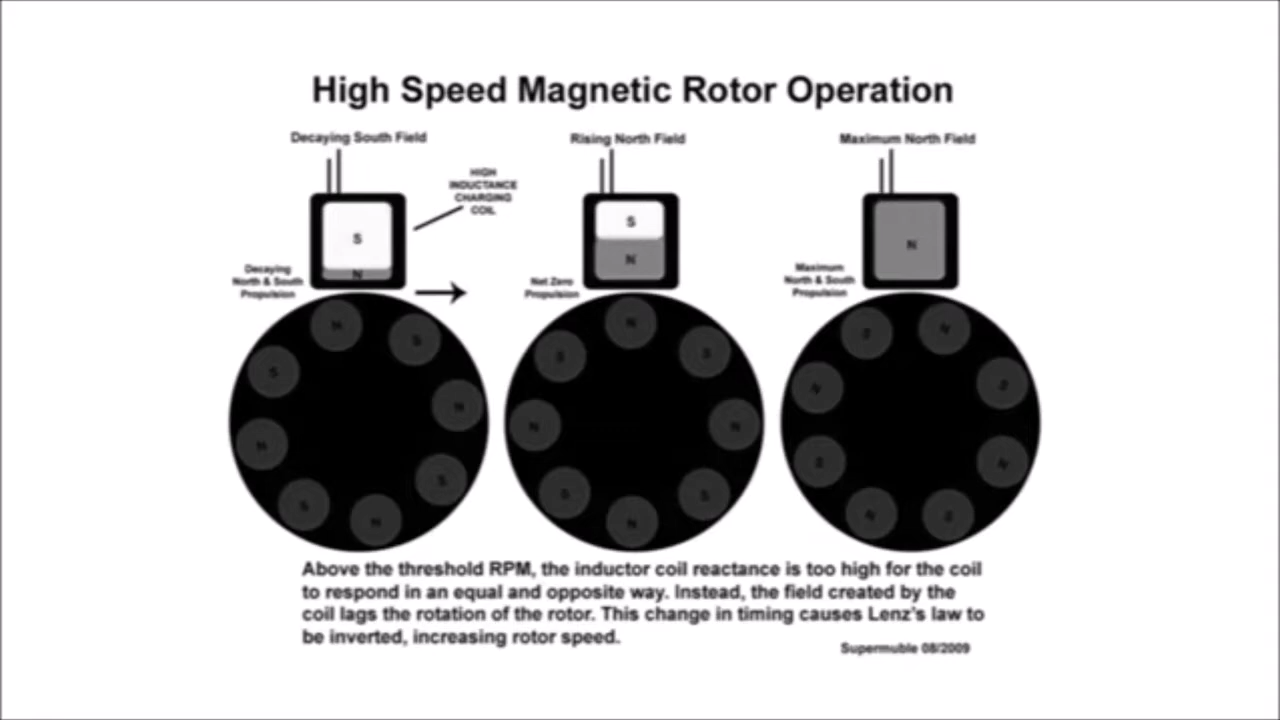 High Speed Magnetic Rotor Operation
Decaying South Field
Rising North Field
Maximum North Field
HIGH
INDUCTANCE
CHARGING
COIL
S
N
S
N
N
Decaying
North & South
Propulsion
Net Zero
Propulsion
Maximum
North & South
Propulsion
N
S
S
N
N
S
S
N
N
S
S
N
N
S
S
N
S
N
N
S
S
N
N
S
Above the threshold RPM, the inductor coil reactance is too high for the coil
to respond in an equal and opposite way. Instead, the field created by the
coil lags the rotation of the rotor. This change in timing causes Lenz's law to
be inverted, increasing rotor speed.
Supermuble 08/2009